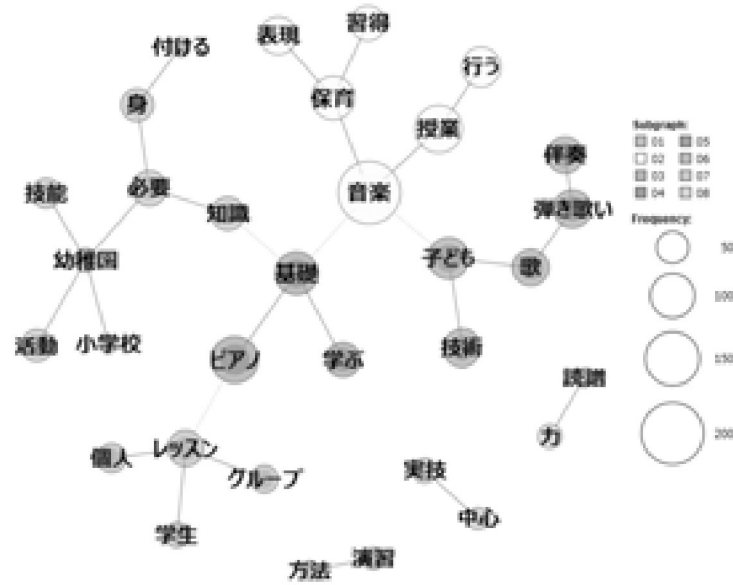 付ける
表現
習得
身
保育
行う
授業
技能
必要
知識
音楽
伴奏
弾き歌い
幼稚園
基礎
子ども
歌
活動
小学校
ピアノ
学ぶ
技術
読譜
力
個人
レッスン
グループ
実技
学生
中心
方法
演習
Subgraph:
01 05
02 06
03 07
04 08
Frequency:
50
100
150
200